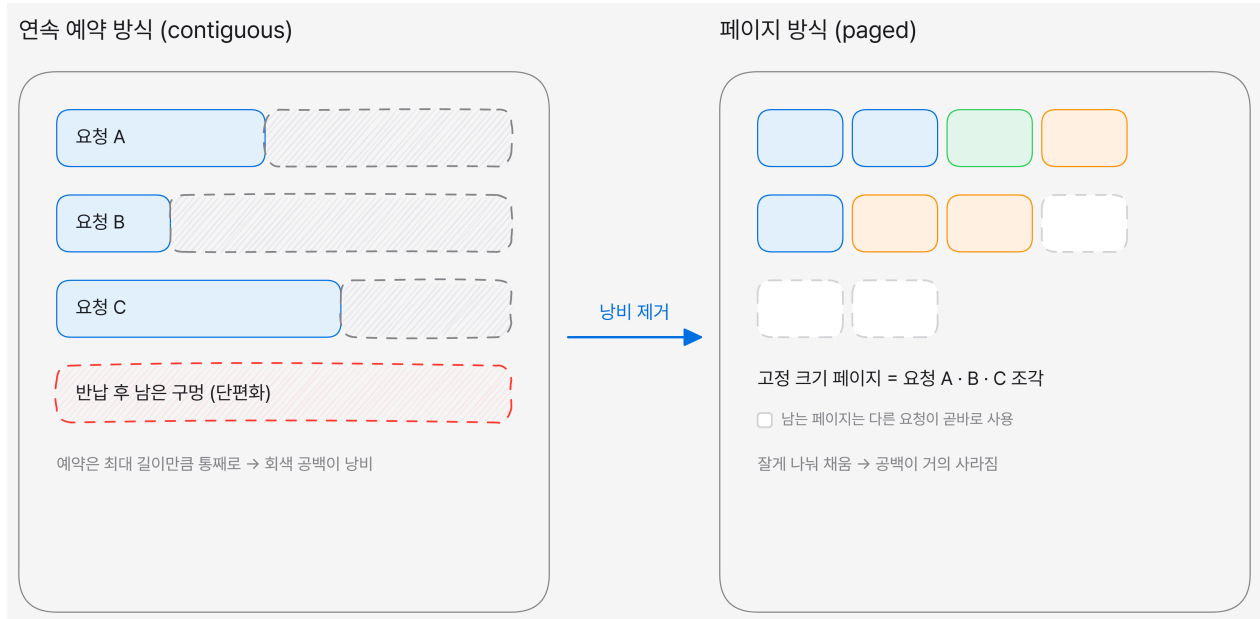 연속 예약 방식 (contiguous)
요청 A
요청 B
요청 C
반납 후 남은 구멍 (단편화)
예약은 최대 길이만큼 통째로 → 회색 공백이 낭비
낭비 제거
페이지 방식 (paged)
고정 크기 페이지 = 요청 A · B · C 조각
남는 페이지는 다른 요청이 곧바로 사용
잘게 나눠 채움 → 공백이 거의 사라짐